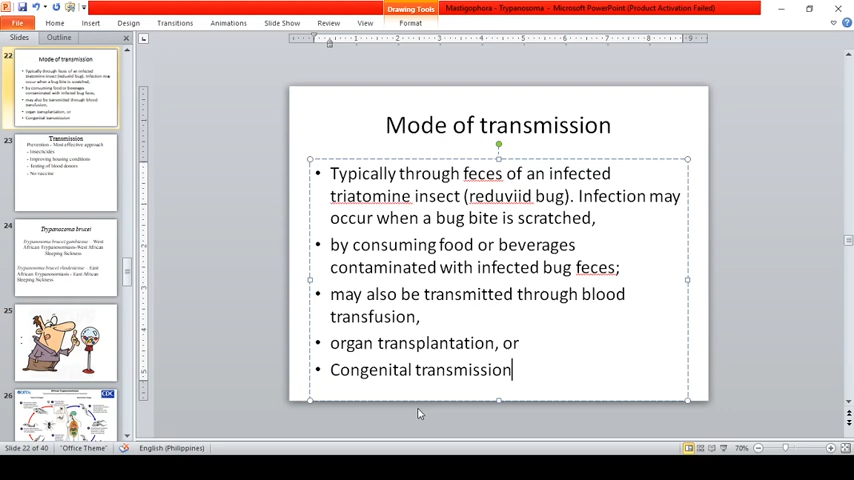 Drawing Tools
Mastigophora - Trypanosoma - Microsoft PowerPoint (Product Activation Failed)
File Home Insert Design Transitions Animations Slide Show Review View Format
Slides Outline
22
Mode of transmission
• Typically through feces of an infected
triatomine insect (reduviid bug). Infection may
occur when a bug bite is scratched,
• by consuming food or beverages
contaminated with infected bug feces;
• may also be transmitted through blood
transfusion,
• organ transplantation, or
• Congenital transmission
23
Transmission
Prevention - Most effective approach
- Insecticides
- Improving housing conditions
- Testing of blood donors
- No vaccine
24
Trypanosoma brucei
Trypanosoma brucei gambiense - West
African Trypanosomiasis-West African
Sleeping Sickness
Trypanosoma brucei rhodesiense - East
African Trypanosomiasis - East African
Sleeping Sickness
25
26
CDC
Mode of transmission
• Typically through feces of an infected
triatomine insect (reduviid bug). Infection may
occur when a bug bite is scratched,
• by consuming food or beverages
contaminated with infected bug feces;
• may also be transmitted through blood
transfusion,
• organ transplantation, or
• Congenital transmission
Slide 22 of 40 "Office Theme" English (Philippines) 70%